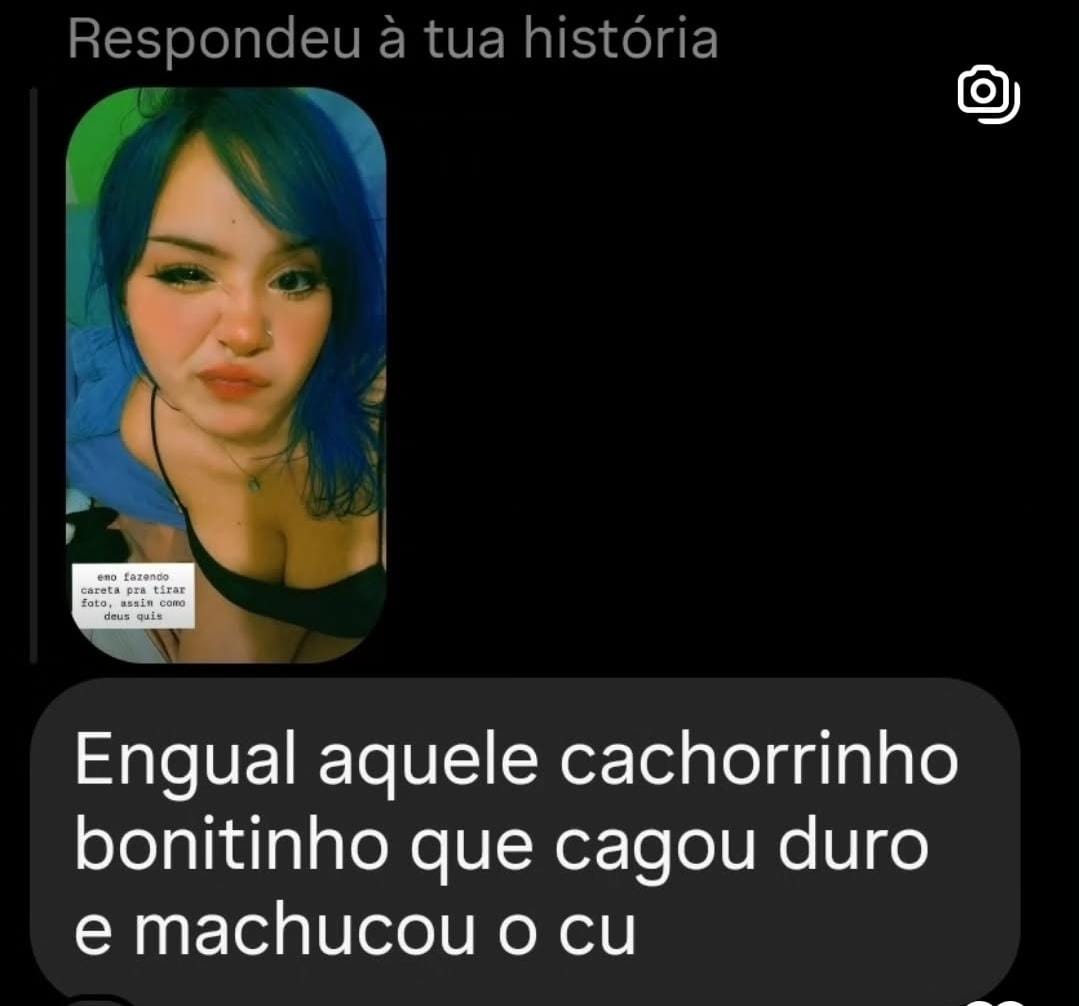 Respondeu à tua história
emo fazendo
careta pra tirar
foto, assim como
deus quis
Engual aquele cachorrinho
bonitinho que cagou duro
e machucou o cu